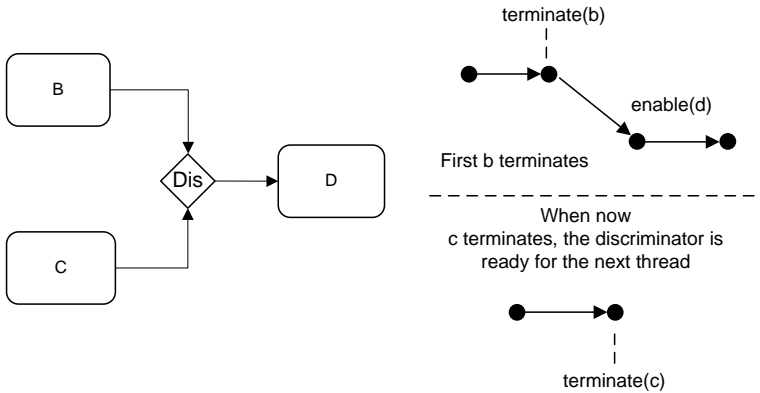 B
Dis
D
C
terminate(b)
enable(d)
First b terminates
When now
c terminates, the discriminator is
ready for the next thread
terminate(c)